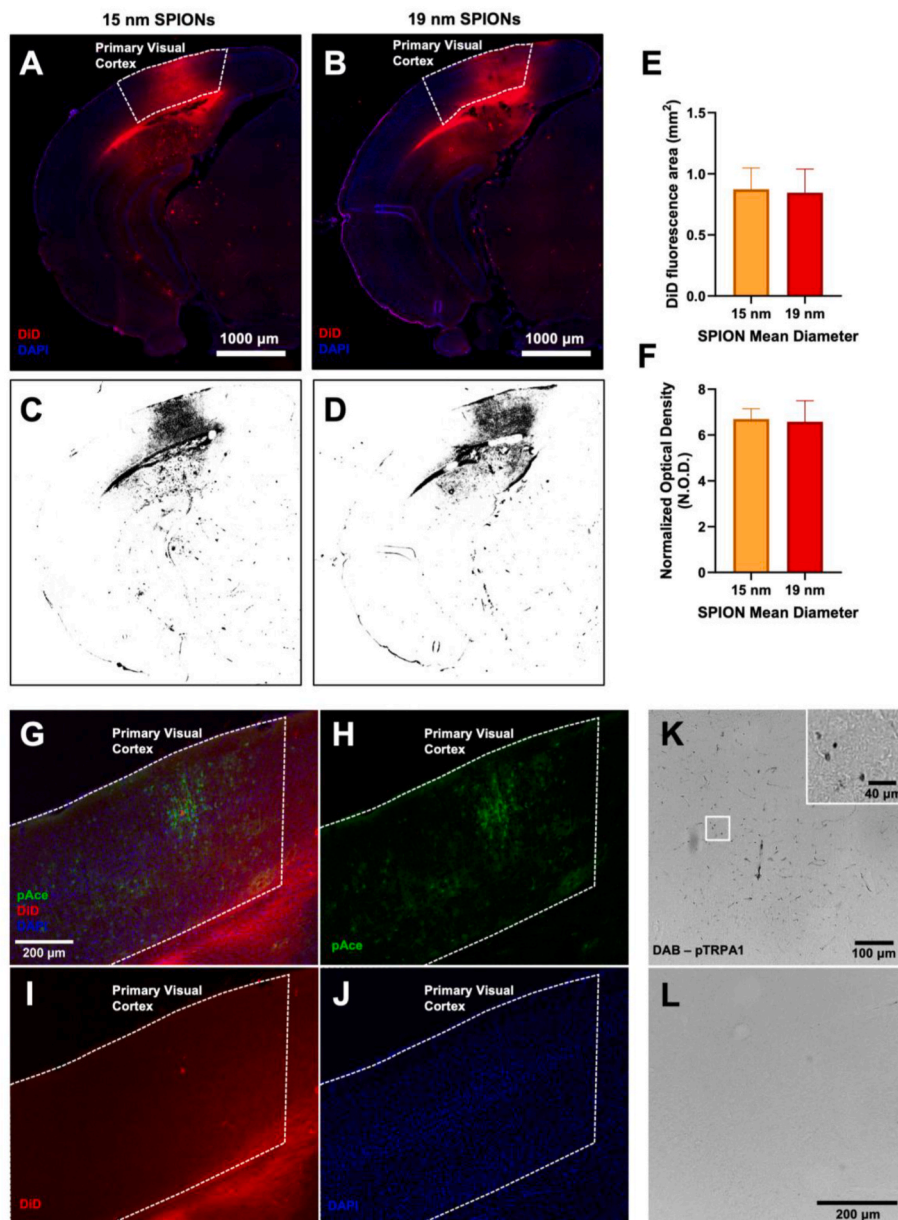 15 nm SPIONs
19 nm SPIONs
A
Primary Visual
Cortex
DiD
DAPI
1000 µm
B
Primary Visual
Cortex
DiD
DAPI
1000 µm
E
DiD fluorescence area (mm²)
1.5
1.0
0.5
0.0
15 nm
19 nm
SPION Mean Diameter
C
D
F
Normalized Optical Density
(N.O.D.)
8
6
4
2
0
15 nm
19 nm
SPION Mean Diameter
G
Primary Visual
Cortex
pAce
DiD
DAPI
200 µm
H
Primary Visual
Cortex
pAce
K
40 µm
DAB – pTRPA1
100 µm
I
Primary Visual
Cortex
DiD
J
Primary Visual
Cortex
DAPI
L
200 µm